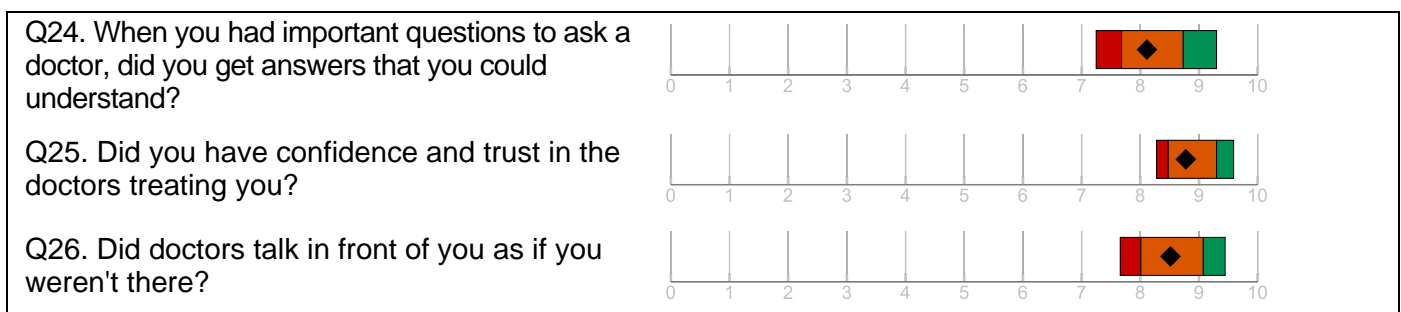 Q24. When you had important questions to ask a
doctor, did you get answers that you could
understand?
0 1 2 3 4 5 6 7 8 9 10
Q25. Did you have confidence and trust in the
doctors treating you?
0 1 2 3 4 5 6 7 8 9 10
Q26. Did doctors talk in front of you as if you
weren't there?
0 1 2 3 4 5 6 7 8 9 10